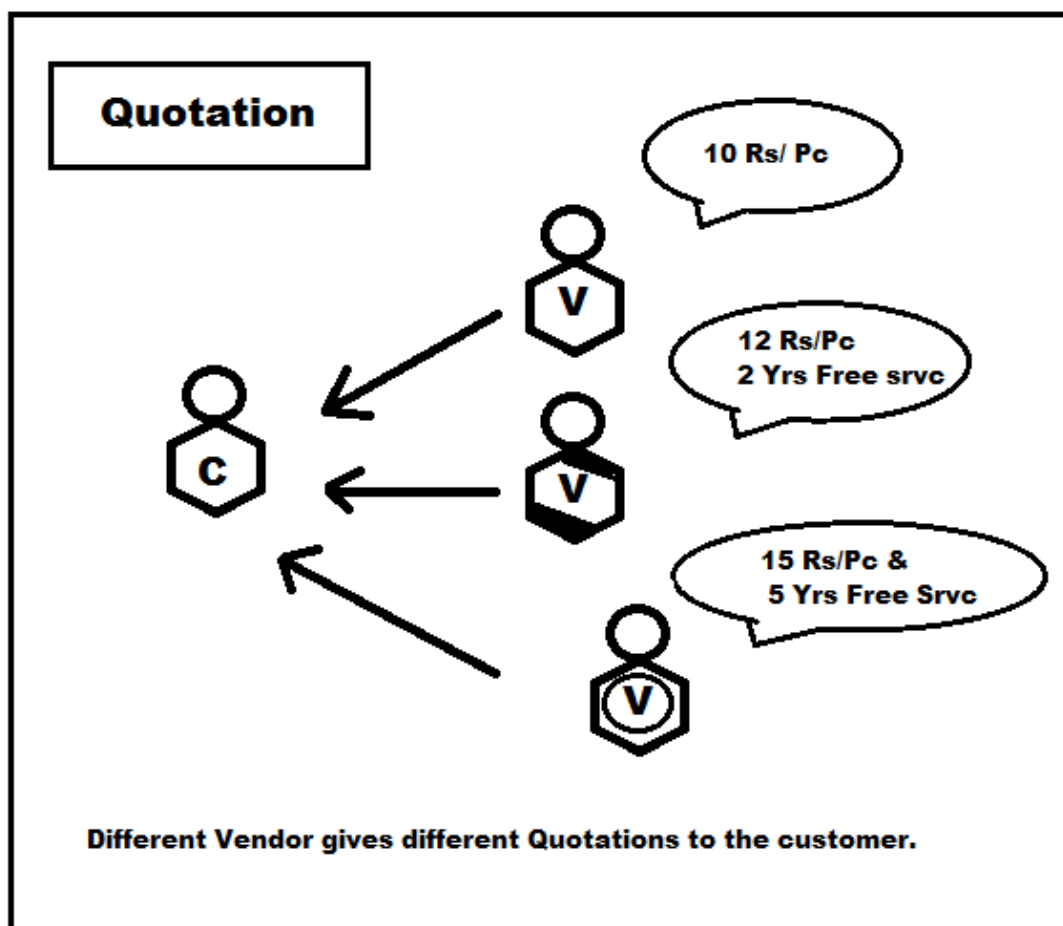 Quotation
10 Rs/ Pc
V
12 Rs/Pc
2 Yrs Free srvc
C
V
15 Rs/Pc &
5 Yrs Free Srvc
V
Different Vendor gives different Quotations to the customer.